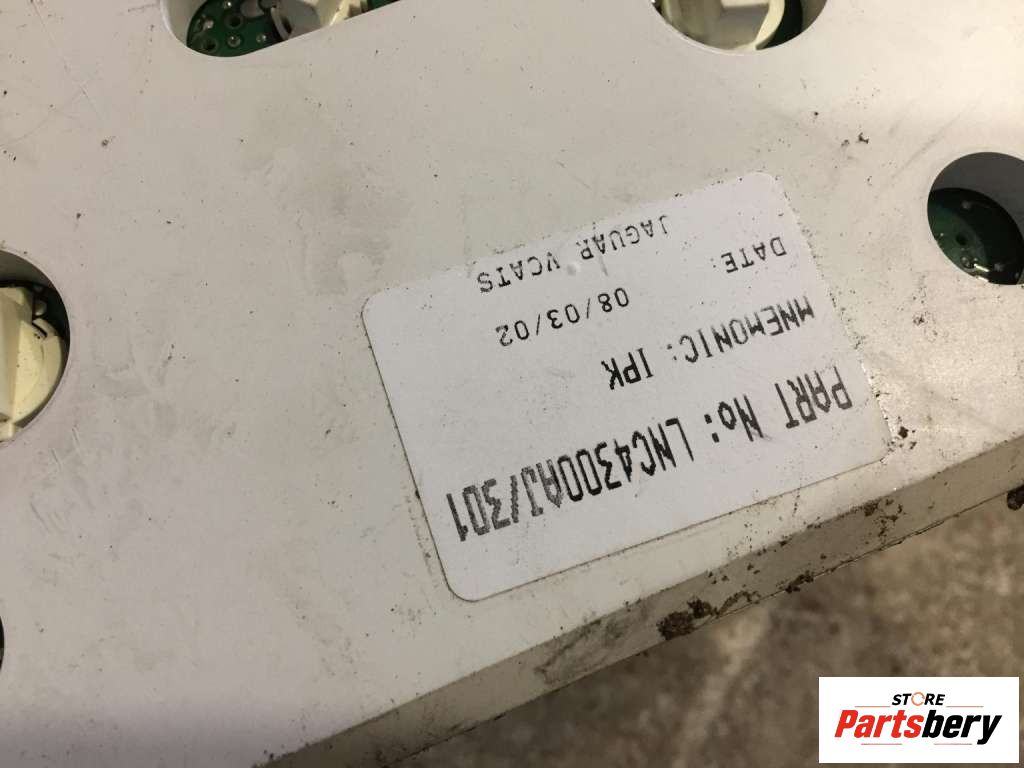 PART No: LNC4300AJ/301
MNEMONIC: IPK
DATE: 08/03/02
JAGUAR VCATS
STORE
Partsbery